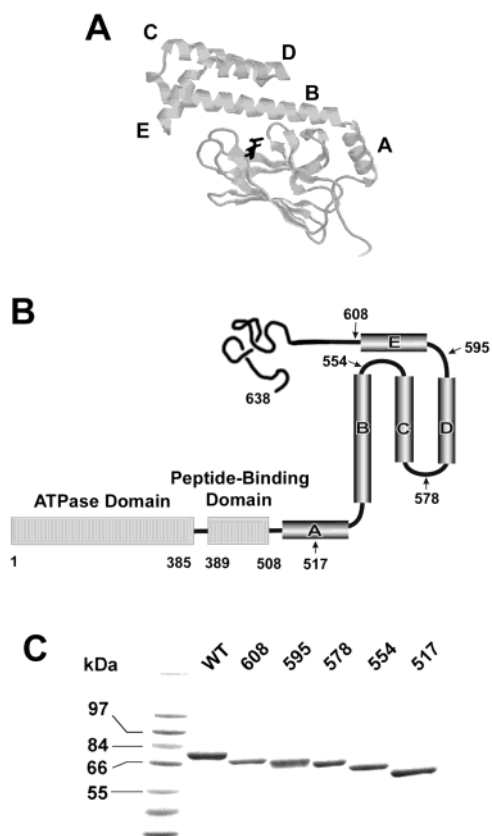 A
C
D
B
E
A
B
608
E
595
554
638
B
C
D
578
Peptide-Binding
Domain
ATPase Domain
A
1
385
389
508
517
C
kDa
WT
608
595
578
554
517
97
84
66
55